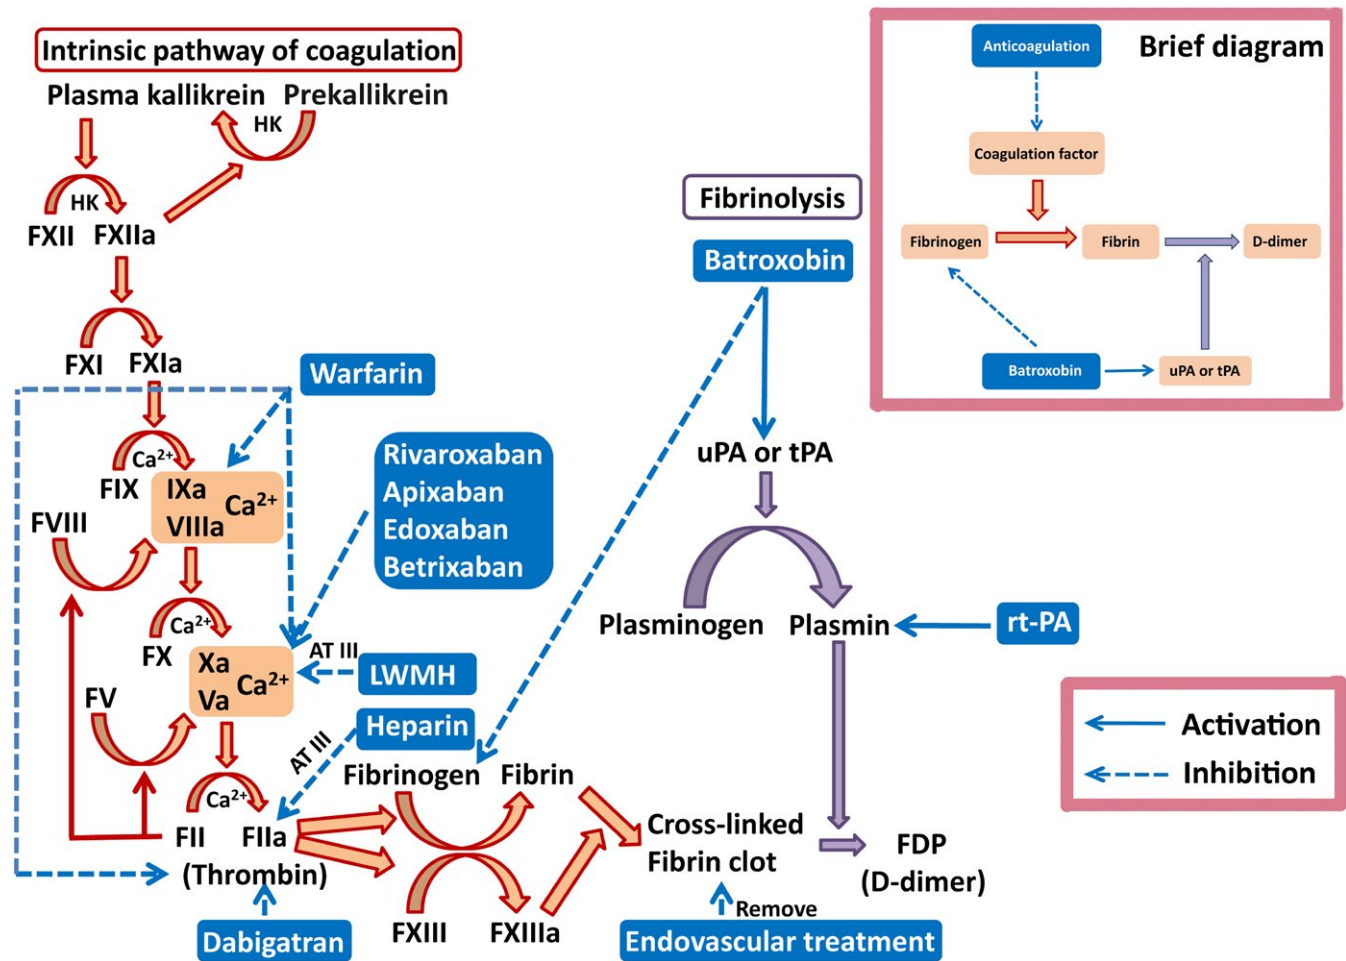 Intrinsic pathway of coagulation
Plasma kallikrein Prekallikrein
HK
HK
FXII FXIIa
FXI FXIa
Warfarin
Ca²⁺
FIX IXa
VIIIa
Ca²⁺
FVIII
Rivaroxaban
Apixaban
Edoxaban
Betrixaban
Ca²⁺
FX
Xa
Va
Ca²⁺
FV
AT III
LWMH
Heparin
AT III
Ca²⁺
FII FIIa
(Thrombin)
Dabigatran
Fibrinogen Fibrin
FXIII FXIIIa
Cross-linked
Fibrin clot
Remove
Endovascular treatment
Fibrinolysis
Batroxobin
uPA or tPA
Plasminogen Plasmin
rt-PA
FDP
(D-dimer)
Brief diagram
Anticoagulation
Coagulation factor
Fibrinogen Fibrin D-dimer
Batroxobin uPA or tPA
Activation
Inhibition